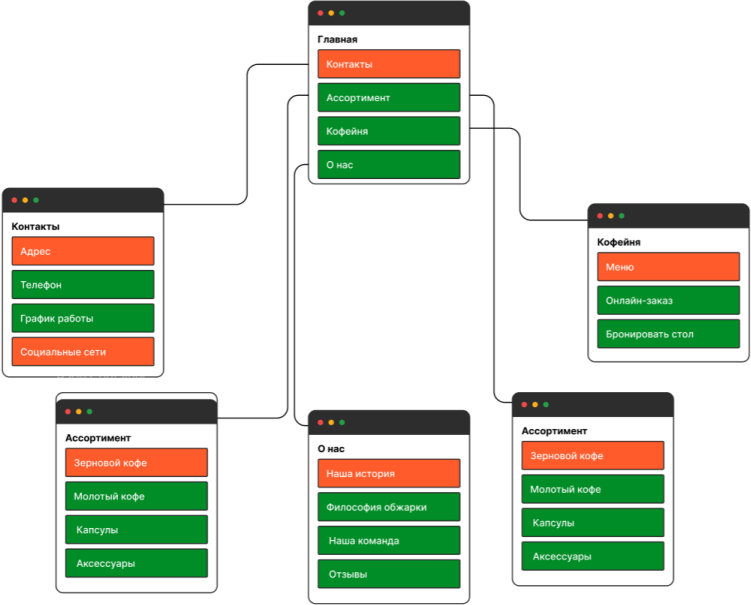 Главная
Контакты
Ассортимент
Кофейня
О нас
Контакты
Адрес
Телефон
График работы
Социальные сети
Кофейня
Меню
Онлайн-заказ
Бронировать стол
Ассортимент
Зерновой кофе
Молотый кофе
Капсулы
Аксессуары
О нас
Наша история
Философия обжарки
Наша команда
Отзывы
Ассортимент
Зерновой кофе
Молотый кофе
Капсулы
Аксессуары